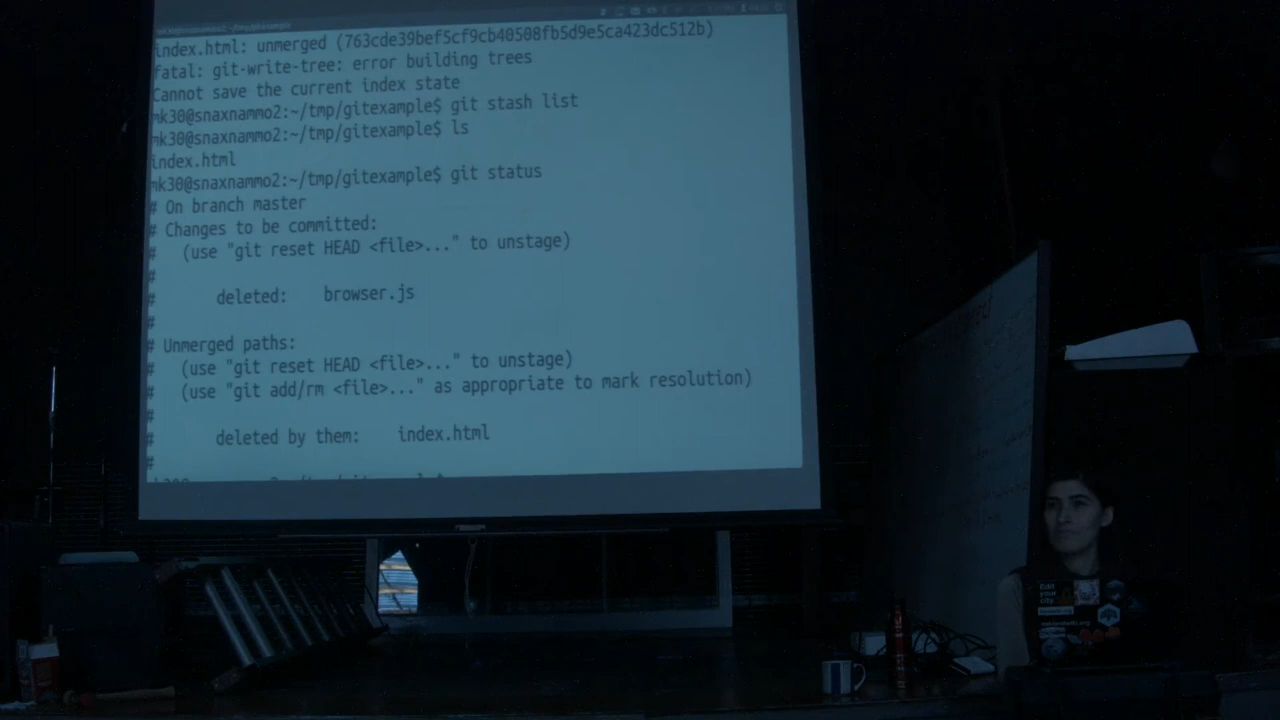 index.html: unmerged (763cde39bef5cf9cb40508fb5d9e5ca423dc512b)
fatal: git-write-tree: error building trees
Cannot save the current index state
mk30@snaxnammo2:~/tmp/gitexample$ git stash list
mk30@snaxnammo2:~/tmp/gitexample$ ls
index.html
mk30@snaxnammo2:~/tmp/gitexample$ git status
# On branch master
# Changes to be committed:
#   (use "git reset HEAD <file>..." to unstage)
#
#       deleted:    browser.js
#
# Unmerged paths:
#   (use "git reset HEAD <file>..." to unstage)
#   (use "git add/rm <file>..." as appropriate to mark resolution)
#
#       deleted by them:    index.html
#
Edit
your
city